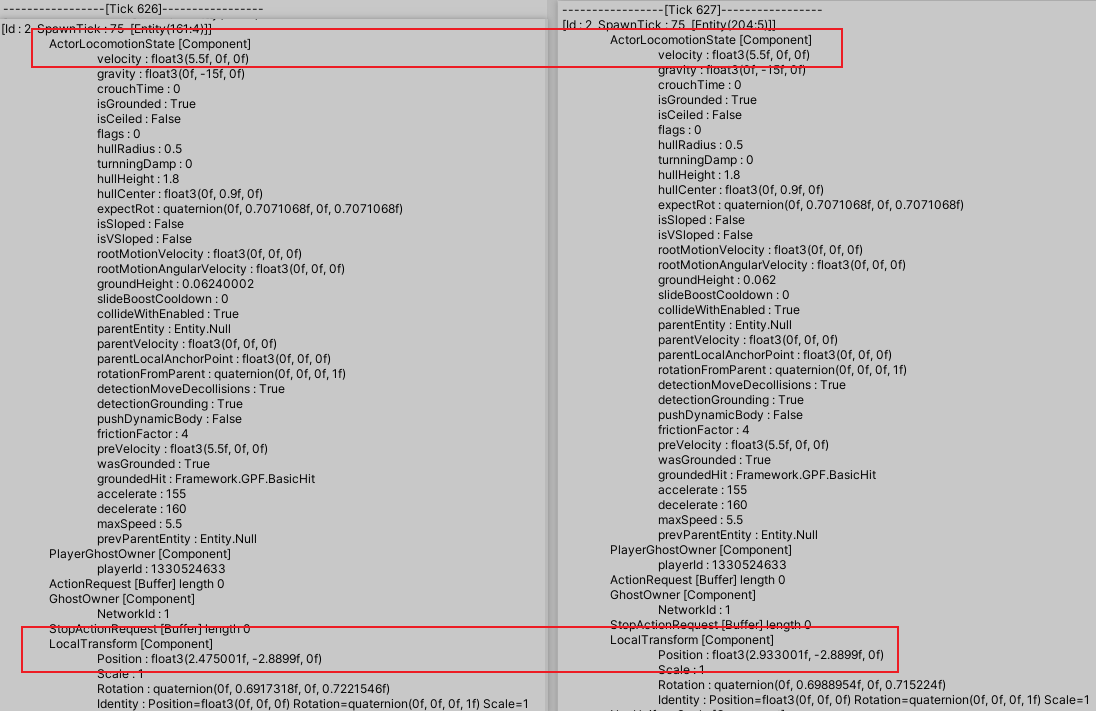 -----------------[Tick 626]-----------------
[Id : 2, SpawnTick : 75 [Entity(161:4)]]
ActorLocomotionState [Component]
velocity : float3(5.5f, 0f, 0f)
gravity : float3(0f, -15f, 0f)
crouchTime : 0
isGrounded : True
isCeiled : False
flags : 0
hullRadius : 0.5
turnningDamp : 0
hullHeight : 1.8
hullCenter : float3(0f, 0.9f, 0f)
expectRot : quaternion(0f, 0.7071068f, 0f, 0.7071068f)
isSloped : False
isVSloped : False
rootMotionVelocity : float3(0f, 0f, 0f)
rootMotionAngularVelocity : float3(0f, 0f, 0f)
groundHeight : 0.06240002
slideBoostCooldown : 0
collideWithEnabled : True
parentEntity : Entity.Null
parentVelocity : float3(0f, 0f, 0f)
parentLocalAnchorPoint : float3(0f, 0f, 0f)
rotationFromParent : quaternion(0f, 0f, 0f, 1f)
detectionMoveDecollisions : True
detectionGrounding : True
pushDynamicBody : False
frictionFactor : 4
preVelocity : float3(5.5f, 0f, 0f)
wasGrounded : True
groundedHit : Framework.GPF.BasicHit
accelerate : 155
decelerate : 160
maxSpeed : 5.5
prevParentEntity : Entity.Null
PlayerGhostOwner [Component]
playerId : 1330524633
ActionRequest [Buffer] length 0
GhostOwner [Component]
NetworkId : 1
StopActionRequest [Buffer] length 0
LocalTransform [Component]
Position : float3(2.475001f, -2.8899f, 0f)
Scale : 1
Rotation : quaternion(0f, 0.6917318f, 0f, 0.7221546f)
Identity : Position=float3(0f, 0f, 0f) Rotation=quaternion(0f, 0f, 0f, 1f) Scale=1
-----------------[Tick 627]-----------------
[Id : 2, SpawnTick : 75 [Entity(204:5)]]
ActorLocomotionState [Component]
velocity : float3(5.5f, 0f, 0f)
gravity : float3(0f, -15f, 0f)
crouchTime : 0
isGrounded : True
isCeiled : False
flags : 0
hullRadius : 0.5
turnningDamp : 0
hullHeight : 1.8
hullCenter : float3(0f, 0.9f, 0f)
expectRot : quaternion(0f, 0.7071068f, 0f, 0.7071068f)
isSloped : False
isVSloped : False
rootMotionVelocity : float3(0f, 0f, 0f)
rootMotionAngularVelocity : float3(0f, 0f, 0f)
groundHeight : 0.062
slideBoostCooldown : 0
collideWithEnabled : True
parentEntity : Entity.Null
parentVelocity : float3(0f, 0f, 0f)
parentLocalAnchorPoint : float3(0f, 0f, 0f)
rotationFromParent : quaternion(0f, 0f, 0f, 1f)
detectionMoveDecollisions : True
detectionGrounding : True
pushDynamicBody : False
frictionFactor : 4
preVelocity : float3(5.5f, 0f, 0f)
wasGrounded : True
groundedHit : Framework.GPF.BasicHit
accelerate : 155
decelerate : 160
maxSpeed : 5.5
prevParentEntity : Entity.Null
PlayerGhostOwner [Component]
playerId : 1330524633
ActionRequest [Buffer] length 0
GhostOwner [Component]
NetworkId : 1
StopActionRequest [Buffer] length 0
LocalTransform [Component]
Position : float3(2.933001f, -2.8899f, 0f)
Scale : 1
Rotation : quaternion(0f, 0.6988954f, 0f, 0.715224f)
Identity : Position=float3(0f, 0f, 0f) Rotation=quaternion(0f, 0f, 0f, 1f) Scale=1